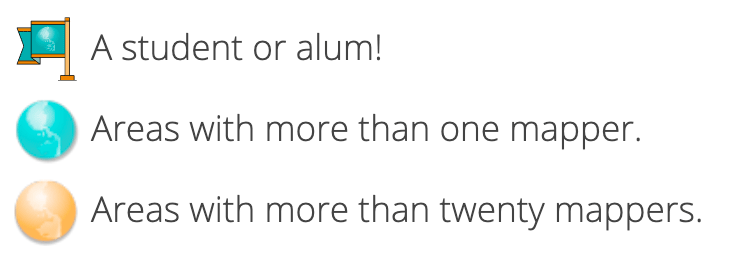 A student or alum!
Areas with more than one mapper.
Areas with more than twenty mappers.